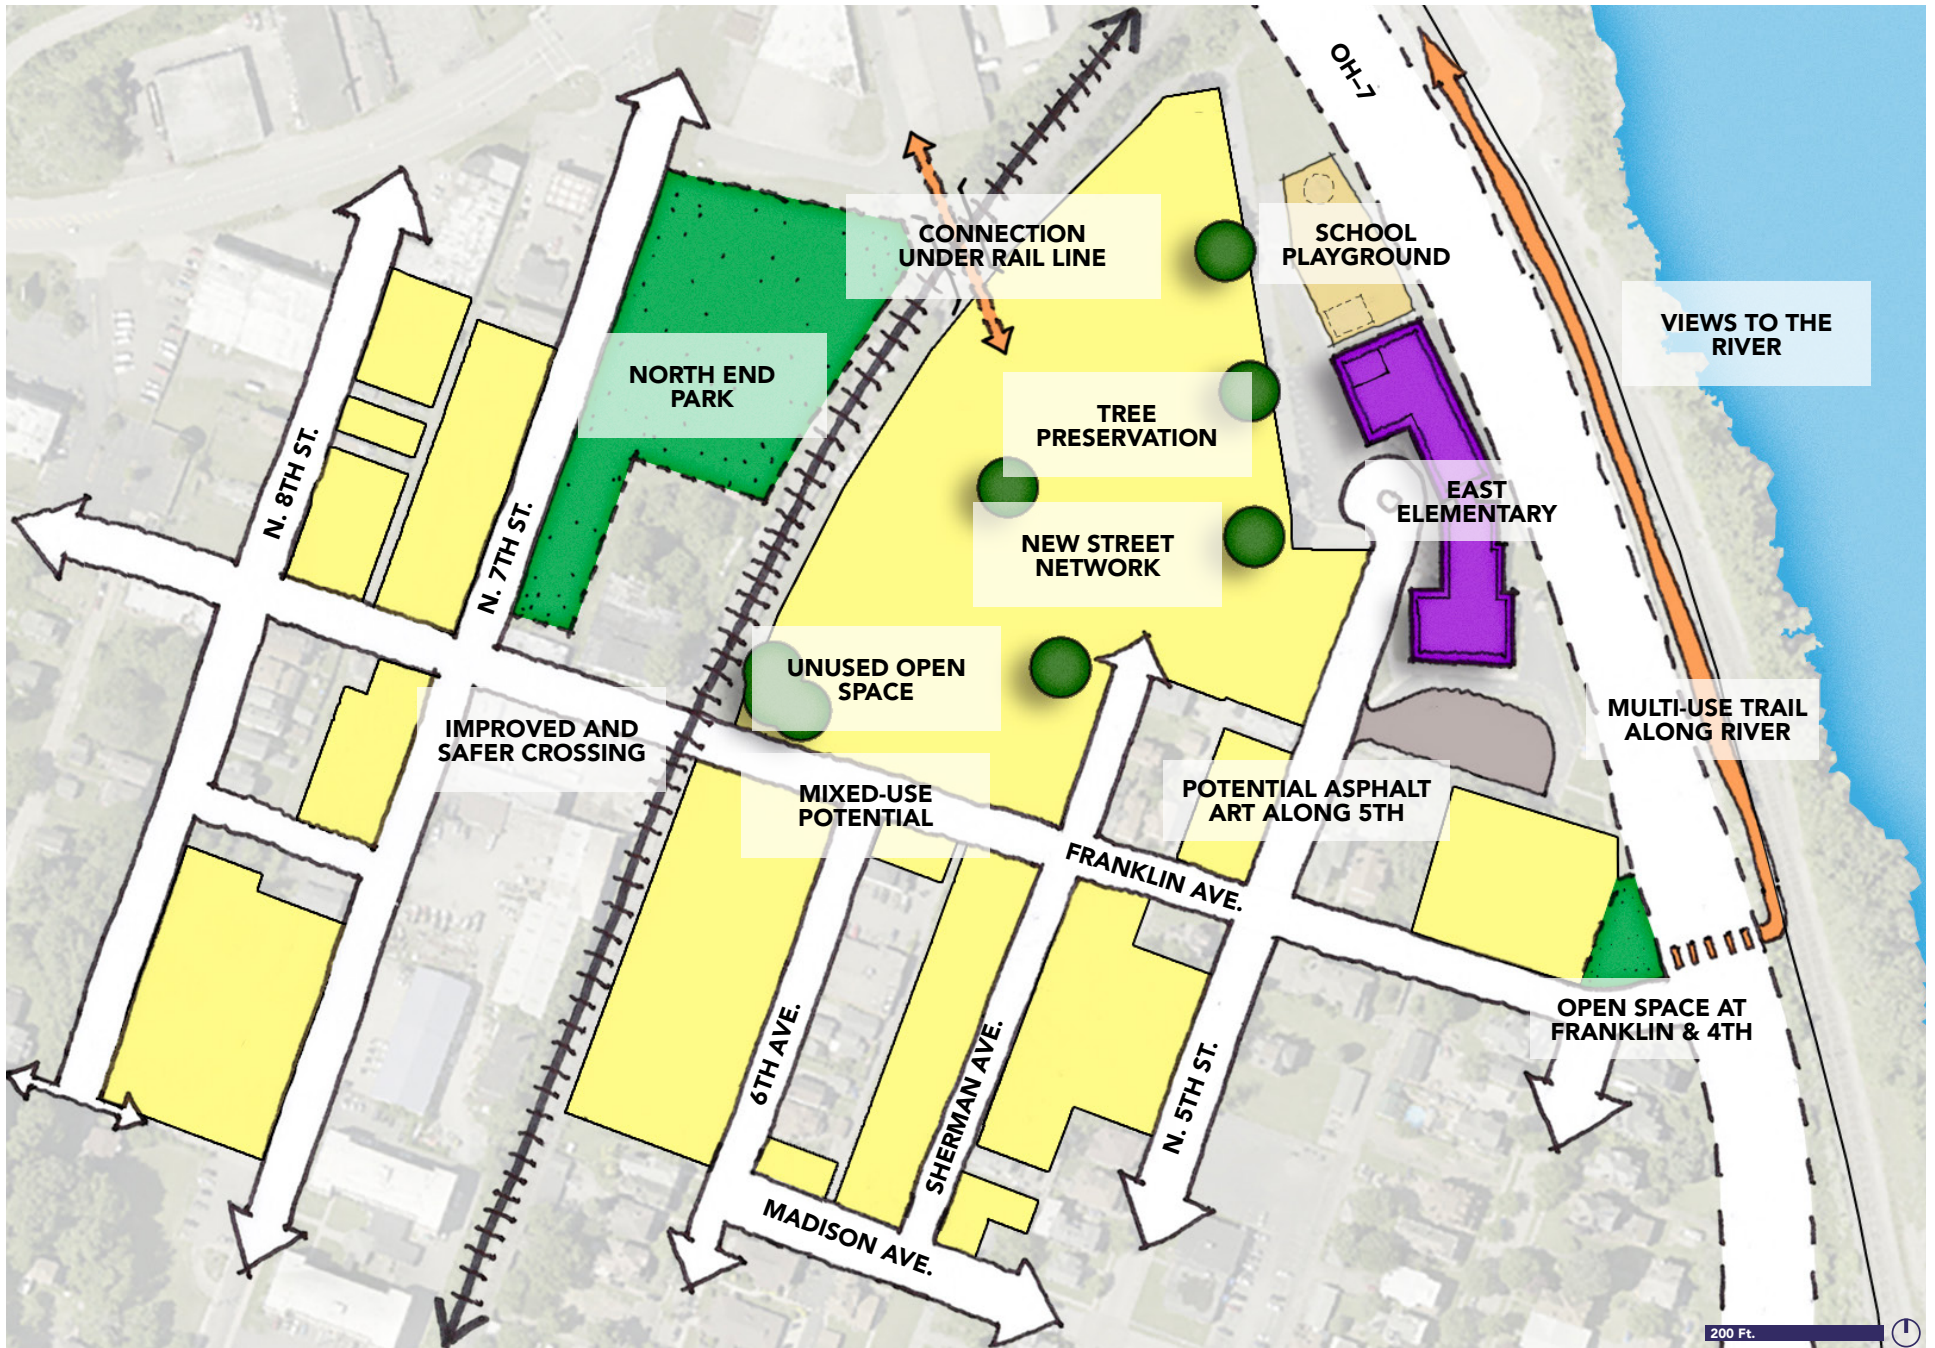 OH-7
CONNECTION
UNDER RAIL LINE
SCHOOL
PLAYGROUND
VIEWS TO THE
RIVER
NORTH END
PARK
TREE
PRESERVATION
N. 8TH ST.
N. 7TH ST.
EAST
ELEMENTARY
NEW STREET
NETWORK
UNUSED OPEN
SPACE
IMPROVED AND
SAFER CROSSING
MULTI-USE TRAIL
ALONG RIVER
MIXED-USE
POTENTIAL
POTENTIAL ASPHALT
ART ALONG 5TH
FRANKLIN AVE.
OPEN SPACE AT
FRANKLIN & 4TH
6TH AVE.
SHERMAN AVE.
N. 5TH ST.
MADISON AVE.
200 Ft.